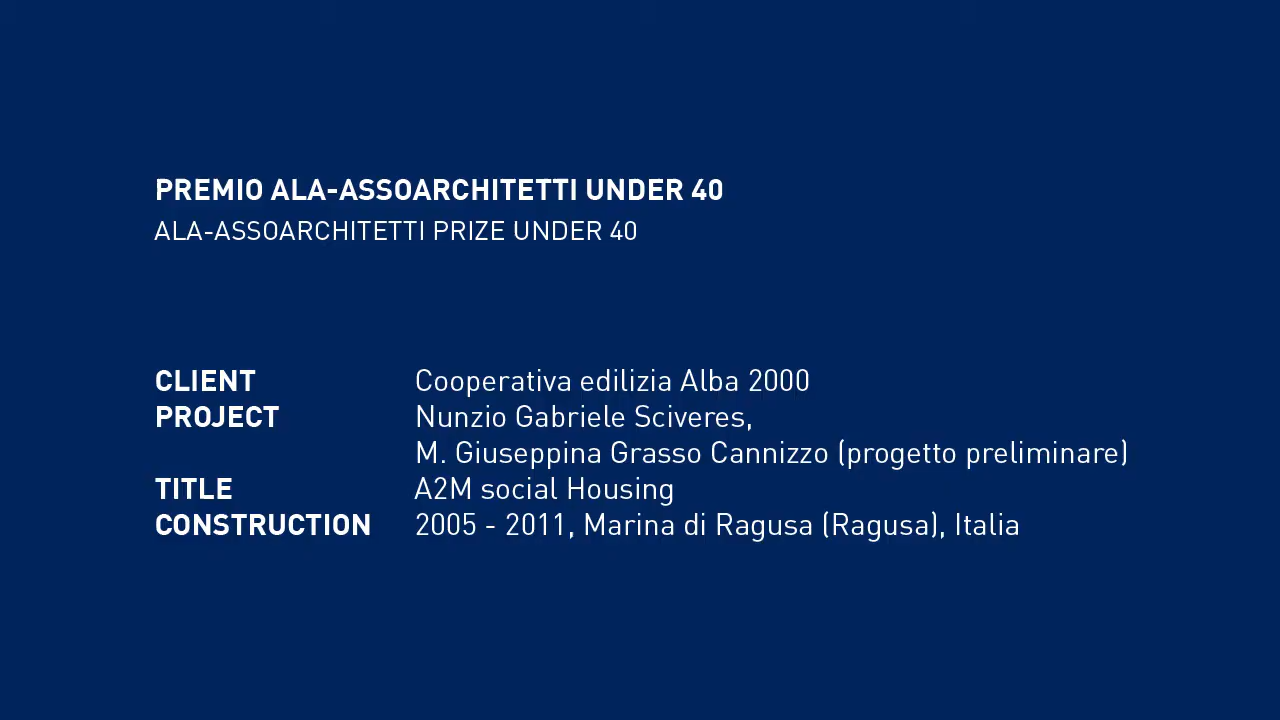 PREMIO ALA-ASSOARCHITETTI UNDER 40
ALA-ASSOARCHITETTI PRIZE UNDER 40
CLIENT Cooperativa edilizia Alba 2000
PROJECT Nunzio Gabriele Sciveres,
M. Giuseppina Grasso Cannizzo (progetto preliminare)
TITLE A2M social Housing
CONSTRUCTION 2005 - 2011, Marina di Ragusa (Ragusa), Italia